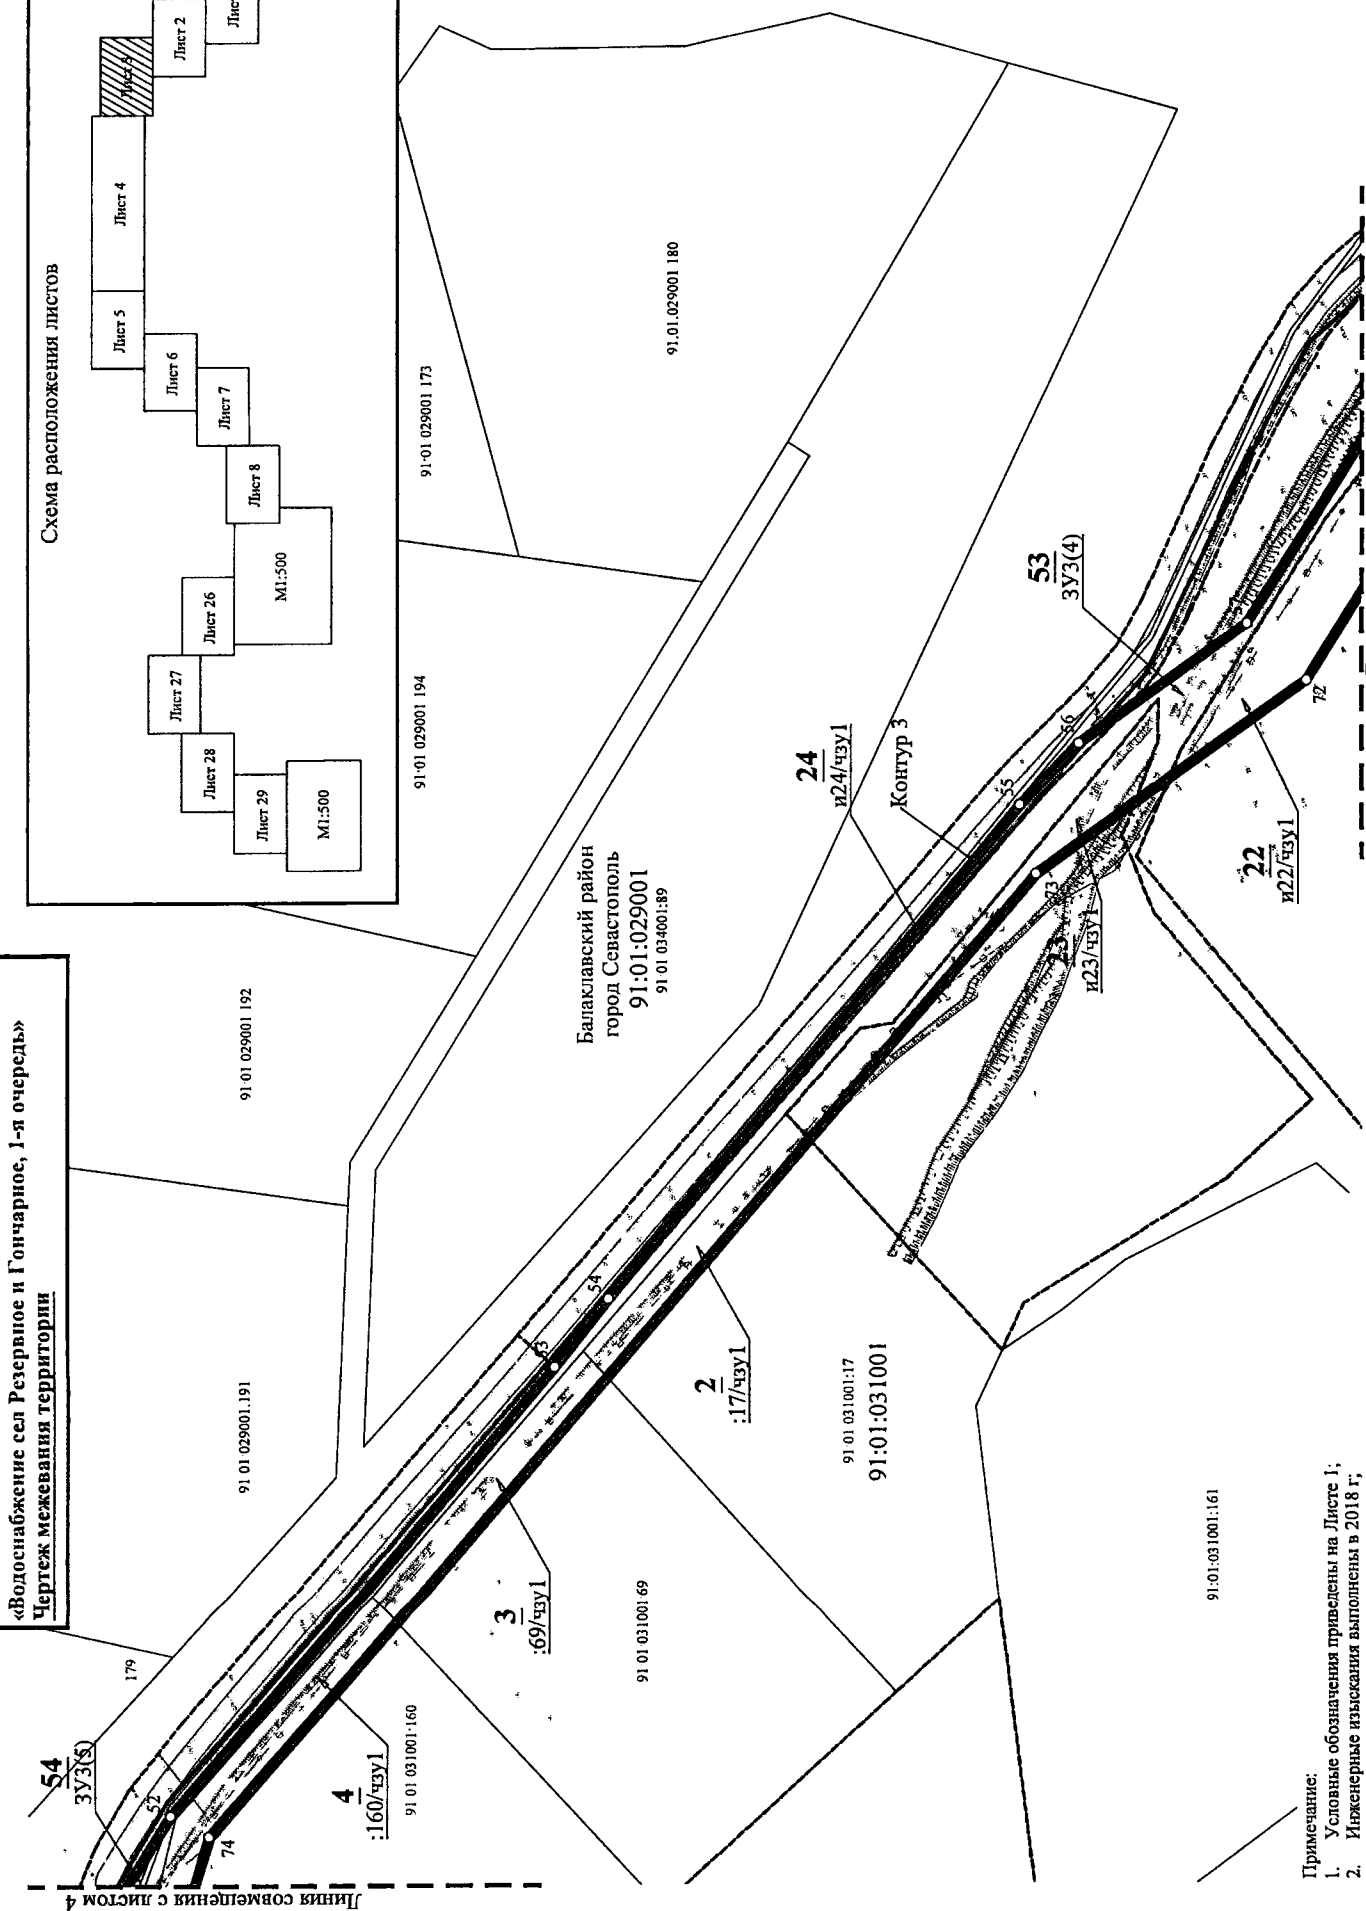 «Водоснабжение сел Резервное и Гончарное, 1-я очередь»
Чертеж межевания территории
Схема расположения листов
Лист 29
М1:500
Лист 28
Лист 27
Лист 26
М1:500
Лист 8
Лист 7
Лист 6
Лист 5
Лист 4
Лист 2
Линия совмещения с листом 4
54
ЗУ3(5)
52
74
179
91 01 029001.191
91·01 029001 192
91·01 029001 194
91·01 029001 173
91.01.029001 180
Балаклавский район
город Севастополь
91:01:029001
91·01 034001:89
4
:160/чзу1
91 01 031001·160
3
:69/чзу1
91 01 031001 69
53
54
2
:17/чзу1
91·01 031001:17
91:01:031001
24
и24/чзу1
Контур 3
55
56
53
ЗУ3(4)
57
72
73
23
и23/чзу1
22
и22/чзу1
91:01:031001:161
Примечание:
1. Условные обозначения приведены на Листе 1;
2. Инженерные изыскания выполнены в 2018 г;